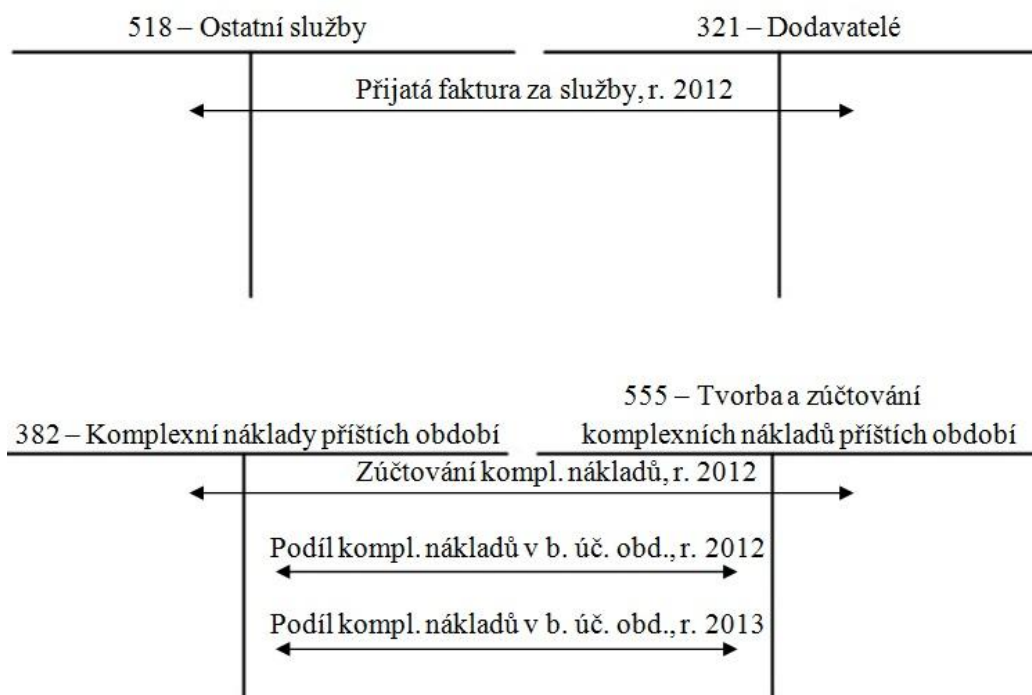 518 – Ostatní služby
321 – Dodavatelé
Přijatá faktura za služby, r. 2012
555 – Tvorba a zúčtování
382 – Komplexní náklady příštích období
komplexních nákladů příštích období
Zúčtování kompl. nákladů, r. 2012
Podíl kompl. nákladů v b. úč. obd., r. 2012
Podíl kompl. nákladů v b. úč. obd., r. 2013